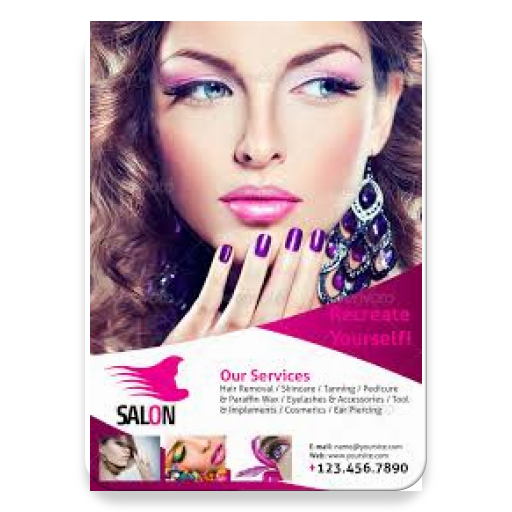 Recreate
Yourself!
Our Services
Hair Removal / Skincare / Tanning / Pedicure
& Paraffin Wax / Eyelashes & Accessories / Tool
& Implements / Cosmetics / Ear Piercing
SALON
E-mail: name@yoursite.com
Web: www.yoursite.com
+123.456.7890